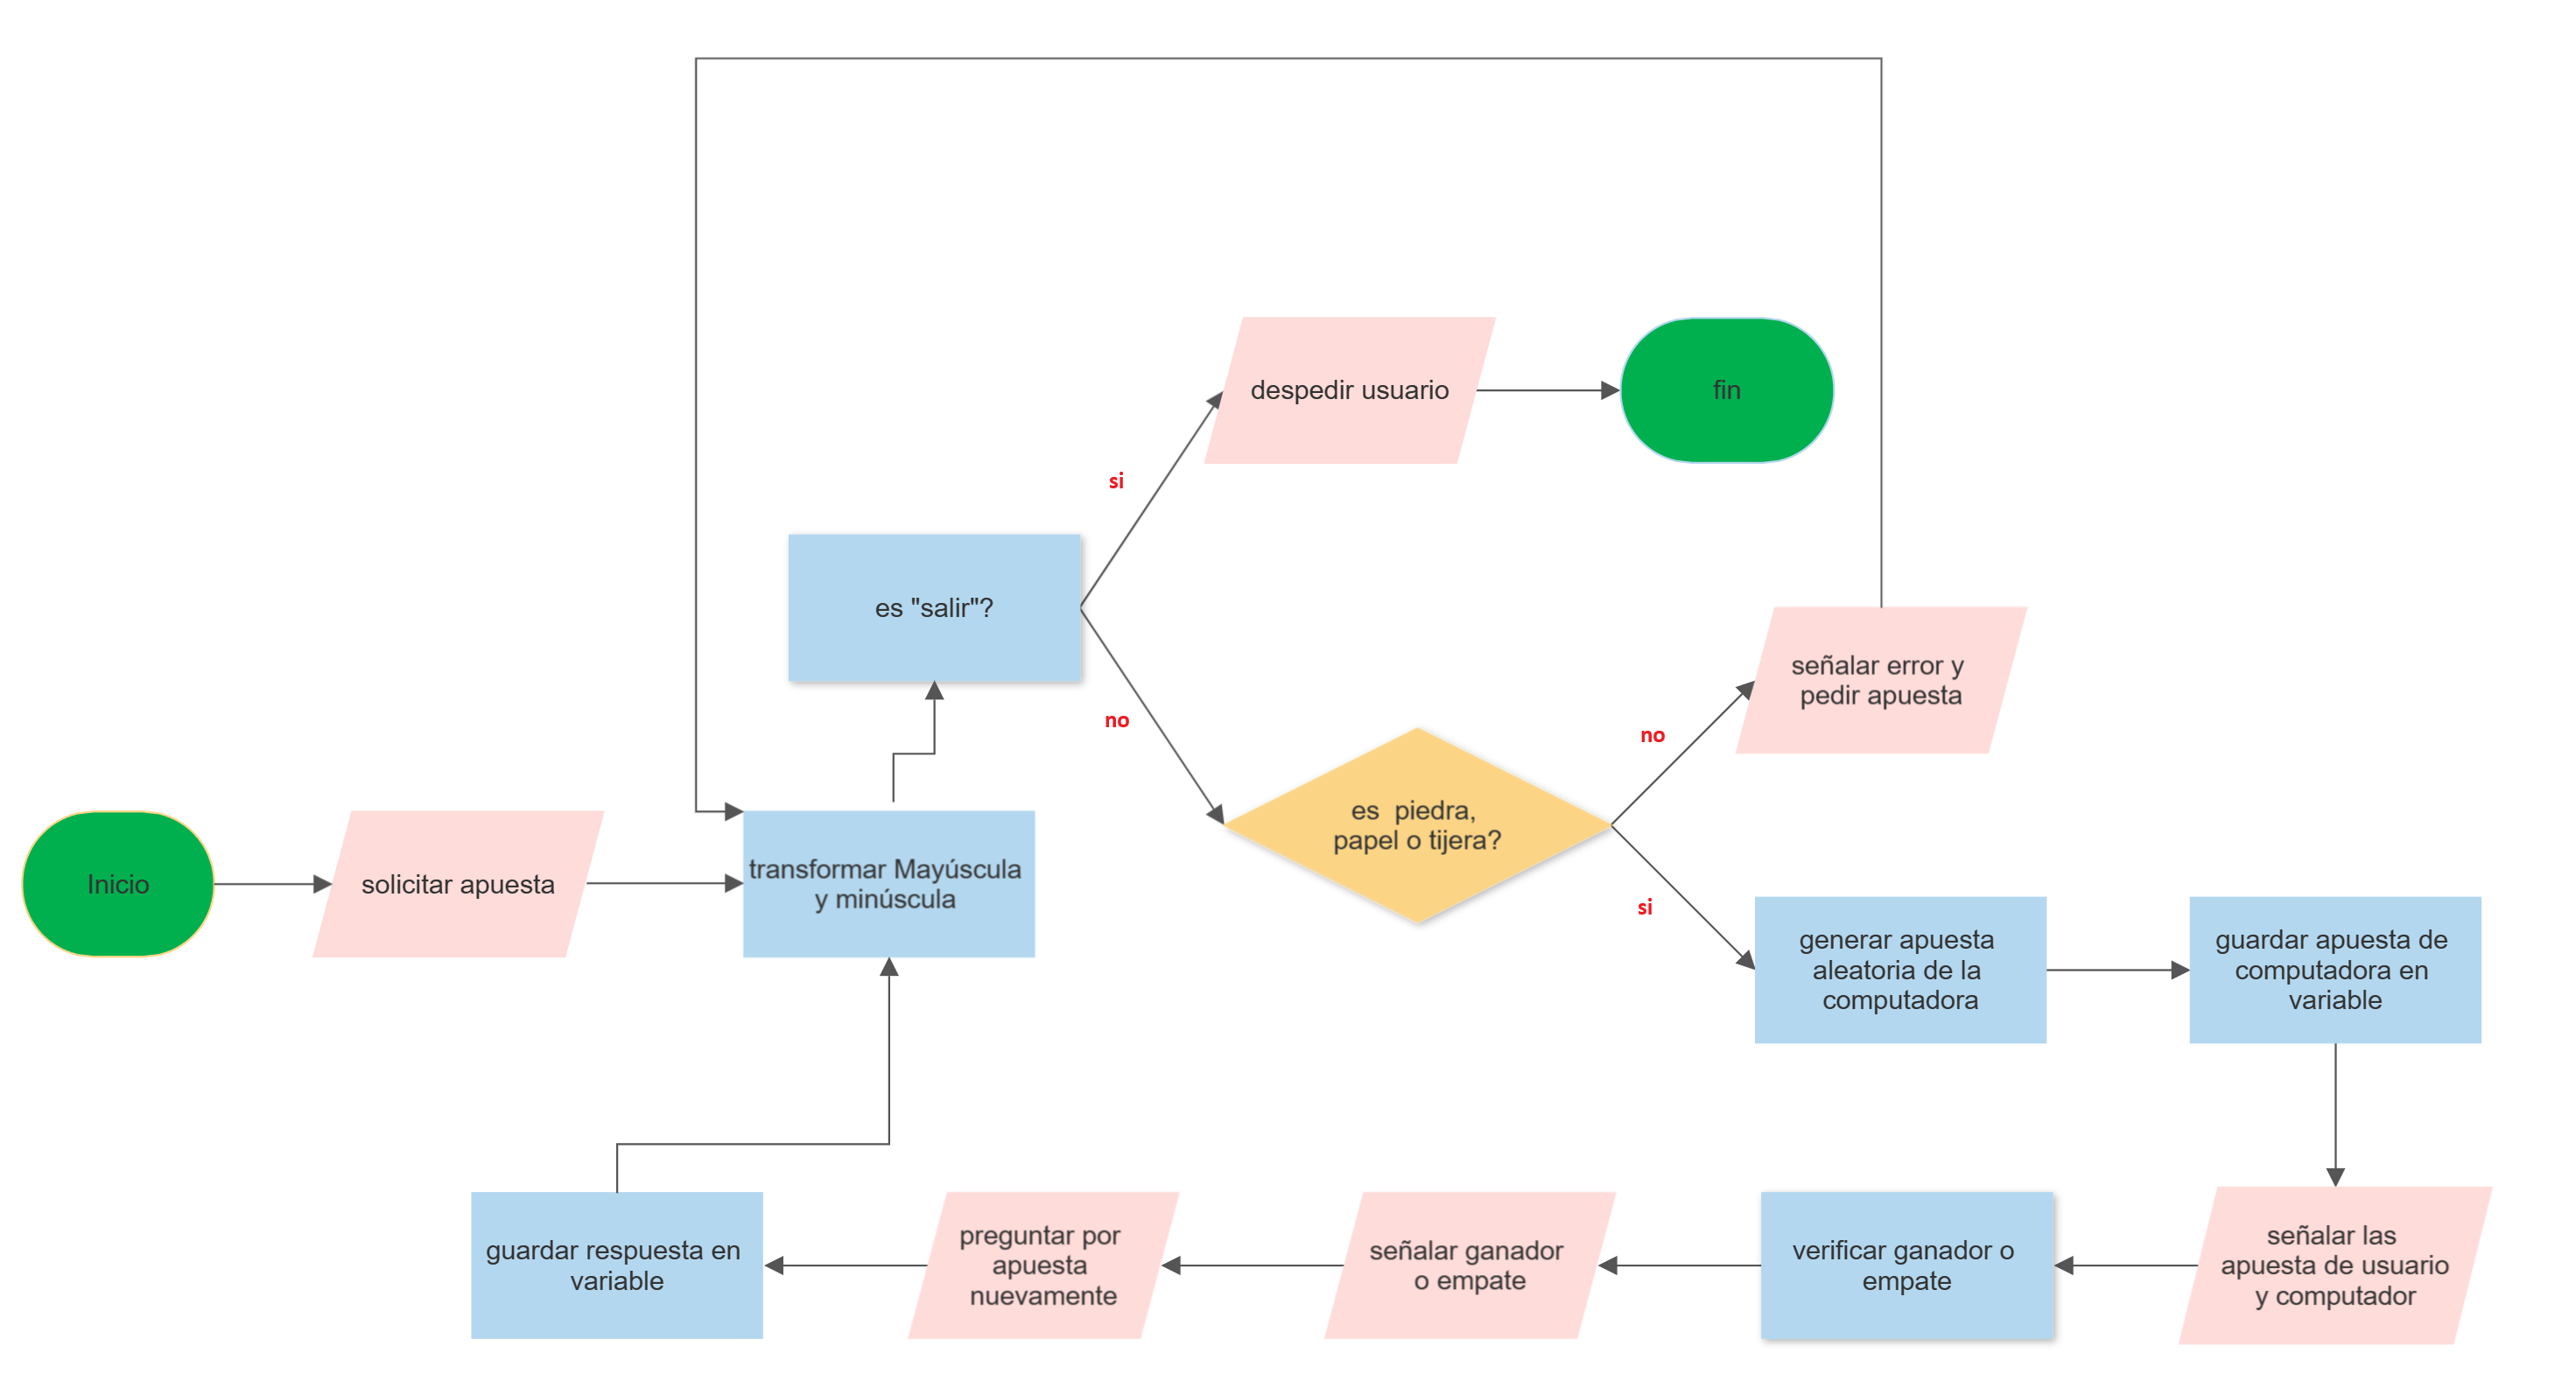 despedir usuario
fin
si
es "salir"?
no
señalar error y
pedir apuesta
no
es piedra,
papel o tijera?
si
Inicio
solicitar apuesta
transformar Mayúscula
y minúscula
generar apuesta
aleatoria de la
computadora
guardar apuesta de
computadora en
variable
guardar respuesta en
variable
preguntar por
apuesta
nuevamente
señalar ganador
o empate
verificar ganador o
empate
señalar las
apuesta de usuario
y computador